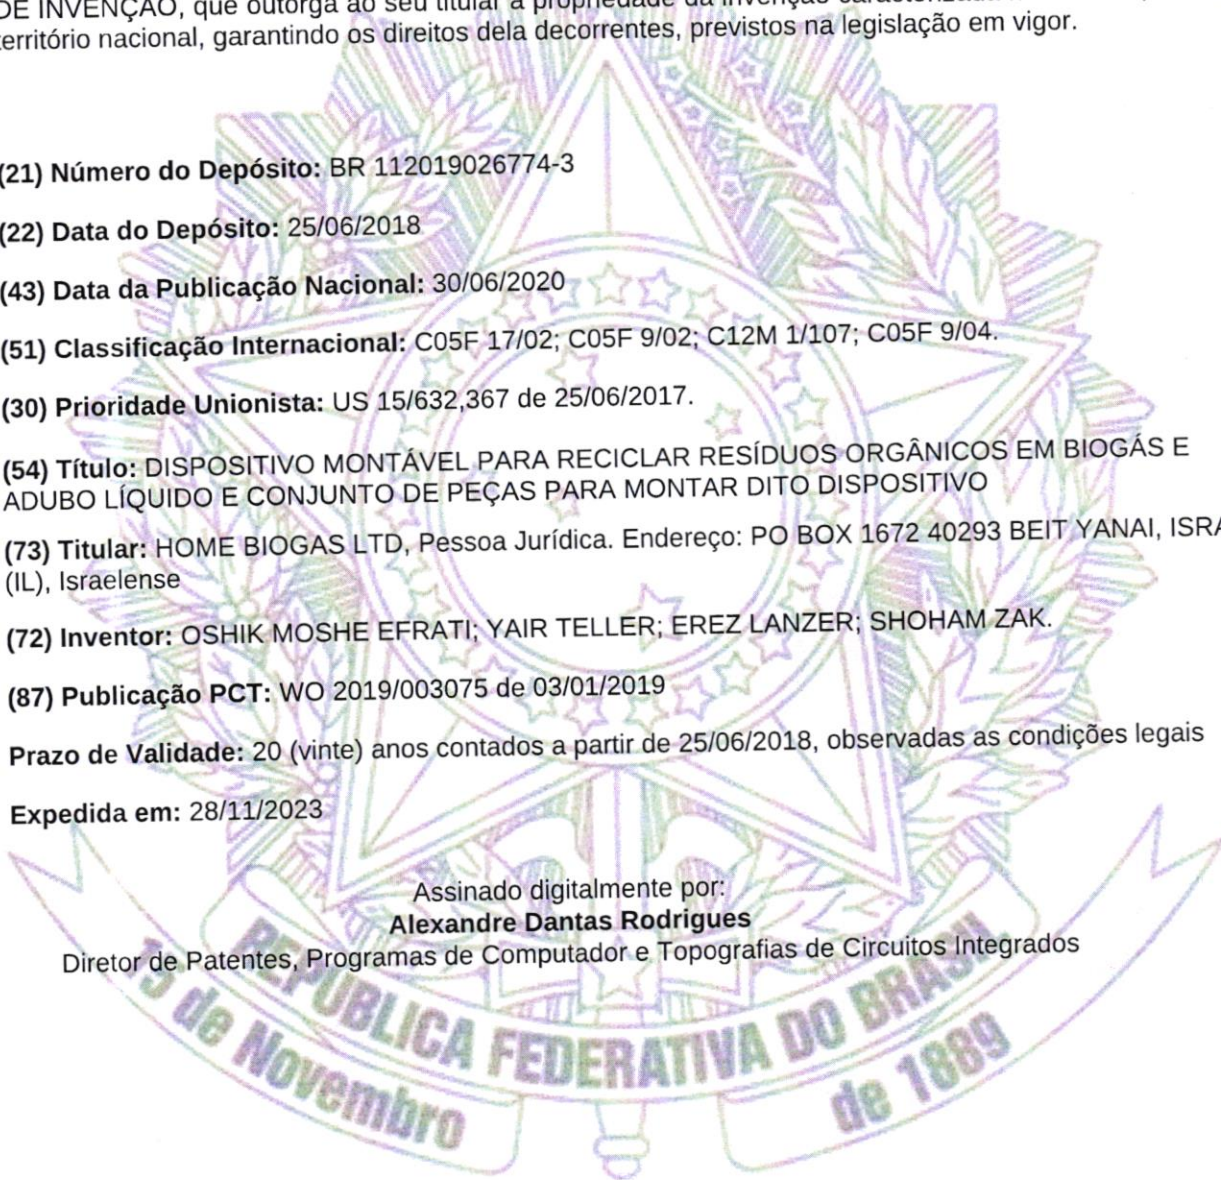 DE INVENÇÃO, que outorga ao seu titular a propriedade da invenção
território nacional, garantindo os direitos dela decorrentes, previstos na legislação em vigor.
(21) Número do Depósito: BR 112019026774-3
(22) Data do Depósito: 25/06/2018
(43) Data da Publicação Nacional: 30/06/2020
(51) Classificação Internacional: C05F 17/02; C05F 9/02; C12M 1/107; C05F 9/04.
(30) Prioridade Unionista: US 15/632,367 de 25/06/2017.
(54) Título: DISPOSITIVO MONTÁVEL PARA RECICLAR RESÍDUOS ORGÂNICOS EM BIOGÁS E
ADUBO LÍQUIDO E CONJUNTO DE PEÇAS PARA MONTAR DITO DISPOSITIVO
(73) Titular: HOME BIOGAS LTD, Pessoa Jurídica. Endereço: PO BOX 1672 40293 BEIT YANAI, ISRA
(IL), Israelense
(72) Inventor: OSHIK MOSHE EFRATI; YAIR TELLER; EREZ LANZER; SHOHAM ZAK.
(87) Publicação PCT: WO 2019/003075 de 03/01/2019
Prazo de Validade: 20 (vinte) anos contados a partir de 25/06/2018, observadas as condições legais
Expedida em: 28/11/2023
Assinado digitalmente por:
Alexandre Dantas Rodrigues
Diretor de Patentes, Programas de Computador e Topografias de Circuitos Integrados
REPÚBLICA FEDERATIVA DO BRASIL
15 de Novembro
de 1889